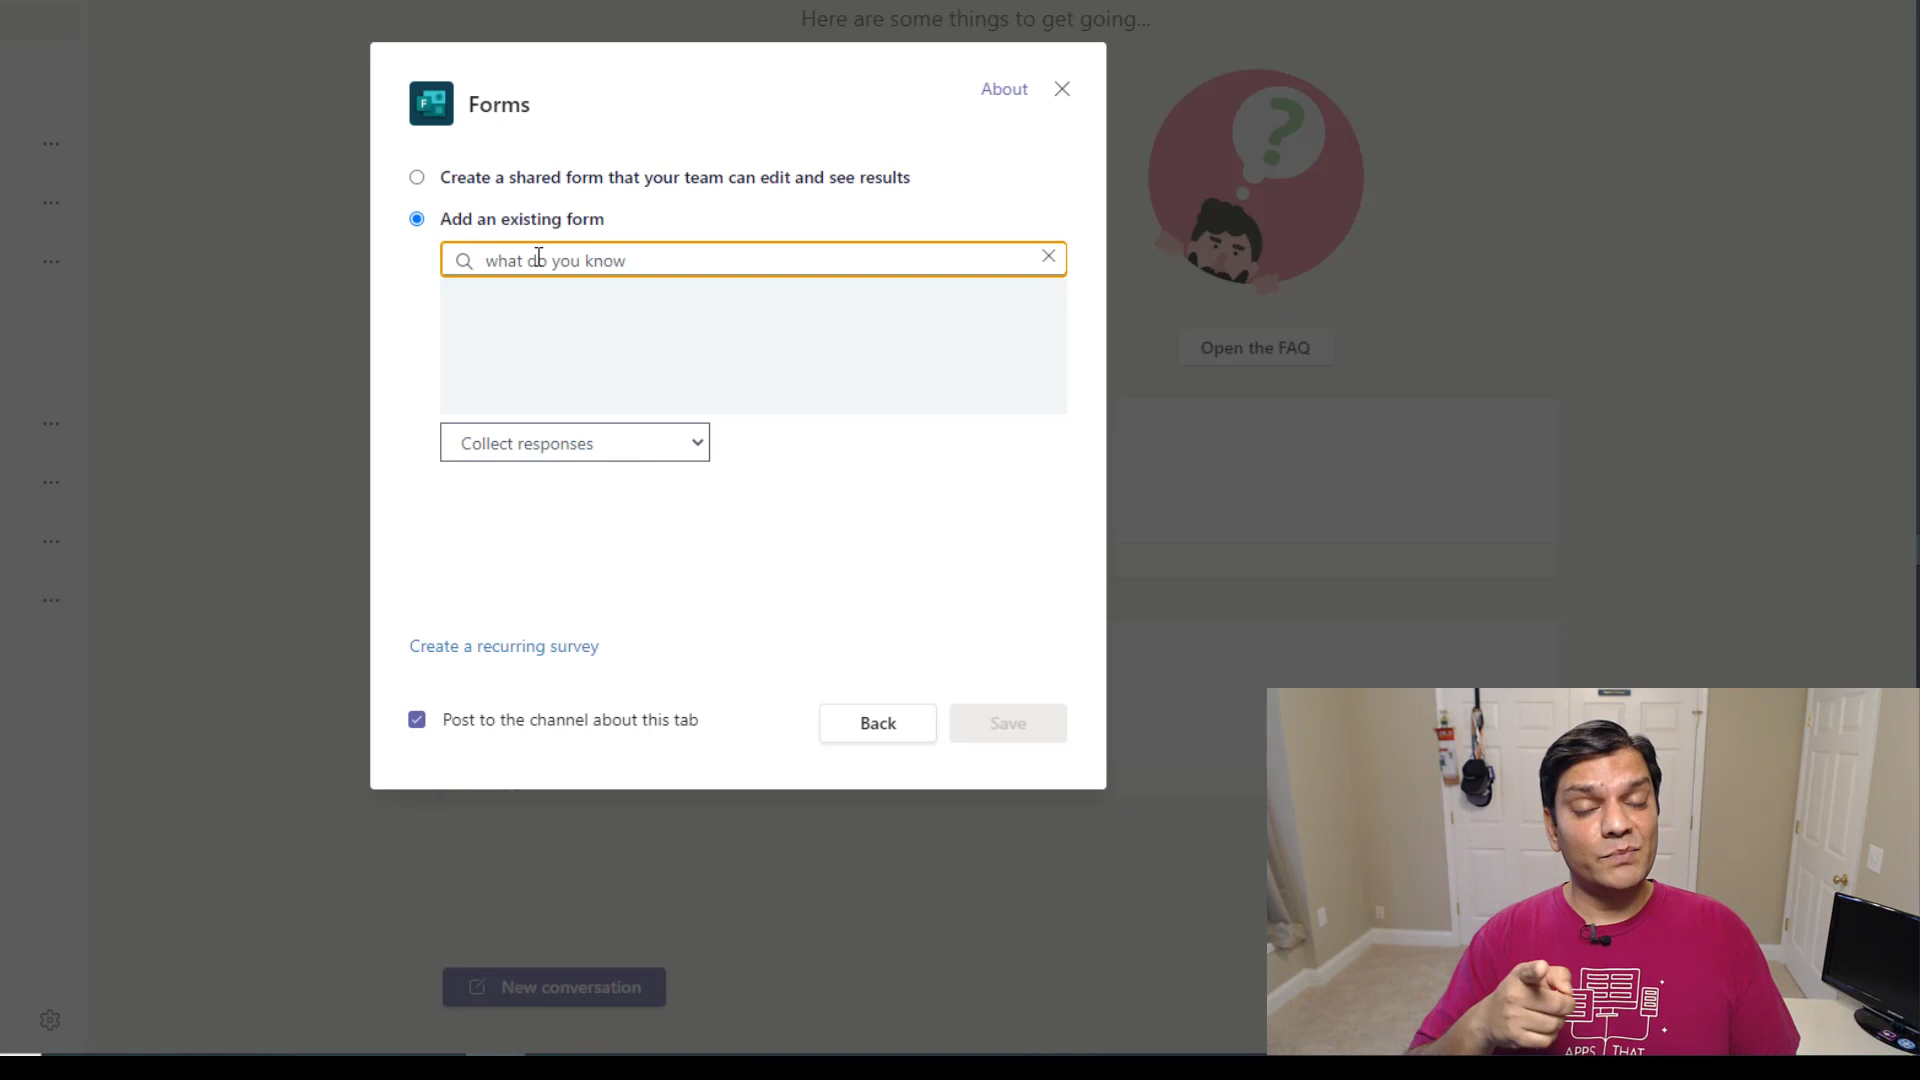 Here are some things to get going...
Forms
About
Create a shared form that your team can edit and see results
Add an existing form
what do you know
Open the FAQ
Collect responses
Create a recurring survey
Post to the channel about this tab
Back
Save
New conversation
APPS THAT